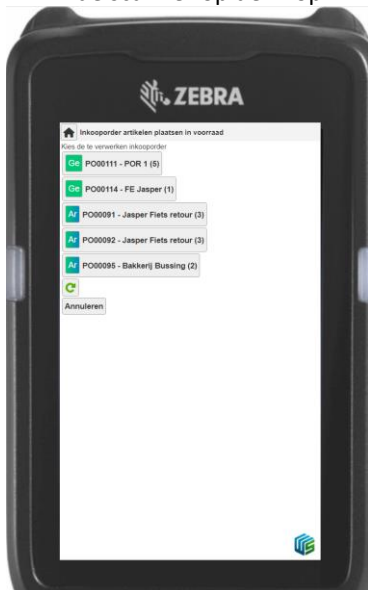 ZEBRA
Inkooporder artikelen plaatsen in voorraad
Kies de te verwerken inkooporder
Ge PO00111 - POR 1 (5)
Ge PO00114 - FE Jasper (1)
Ar PO00091 - Jasper Fiets retour (3)
Ar PO00092 - Jasper Fiets retour (3)
Ar PO00095 - Bakkerij Bussing (2)
Annuleren